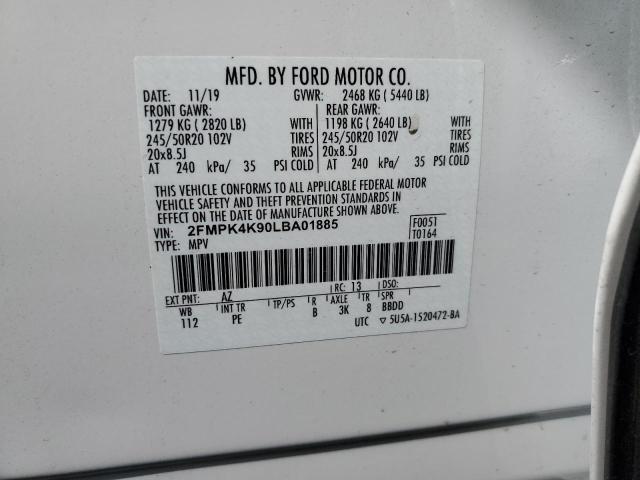 MFD. BY FORD MOTOR CO.
DATE: 11/19 GVWR: 2468 KG ( 5440 LB)
FRONT GAWR: REAR GAWR:
1279 KG ( 2820 LB) WITH 1198 KG ( 2640 LB) WITH
245/50R20 102V TIRES 245/50R20 102V TIRES
20x8.5J RIMS 20x8.5J RIMS
AT 240 kPa/ 35 PSI COLD AT 240 kPa/ 35 PSI COLD
THIS VEHICLE CONFORMS TO ALL APPLICABLE FEDERAL MOTOR
VEHICLE SAFETY AND THEFT PREVENTION STANDARDS IN
EFFECT ON THE DATE OF MANUFACTURE SHOWN ABOVE.
VIN: 2FMPK4K90LBA01885 F0051
TYPE: MPV T0164
EXT PNT: AZ RC: 13 DSO:
WB INT TR TP/PS R AXLE TR SPR
112 PE B 3K 8 BBDD
UTC 5U5A-1520472-BA